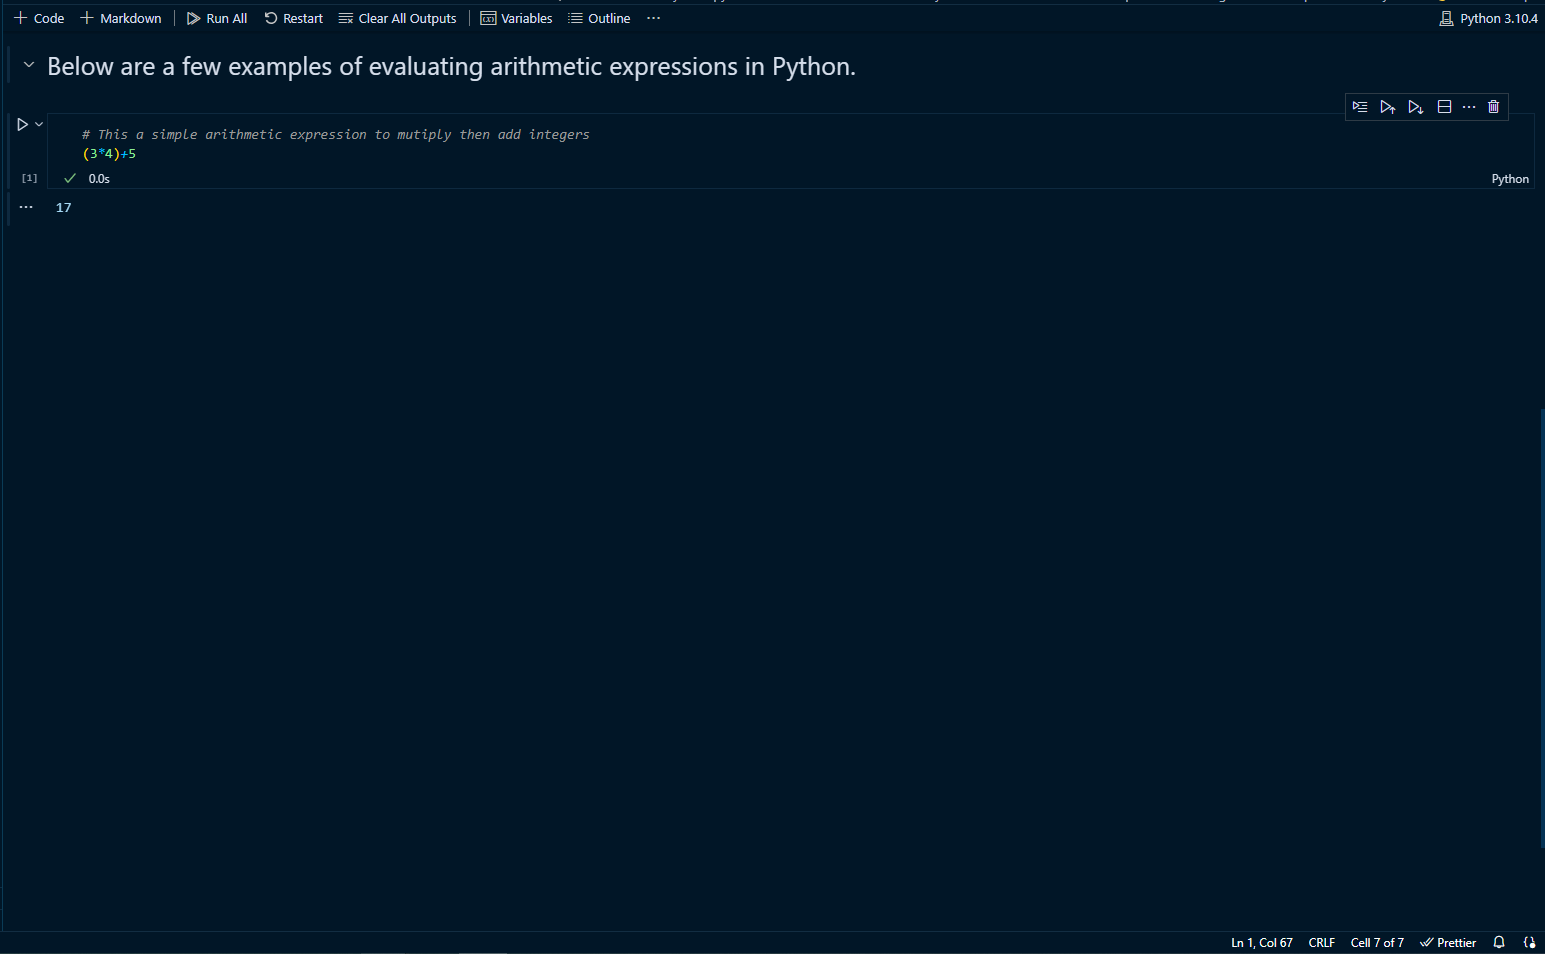 Code Markdown Run All Restart Clear All Outputs Variables Outline ... Python 3.10.4
Below are a few examples of evaluating arithmetic expressions in Python.
# This a simple arithmetic expression to mutiply then add integers
(3*4)+5
[1] 0.0s Python
... 17
Ln 1, Col 67 CRLF Cell 7 of 7 Prettier